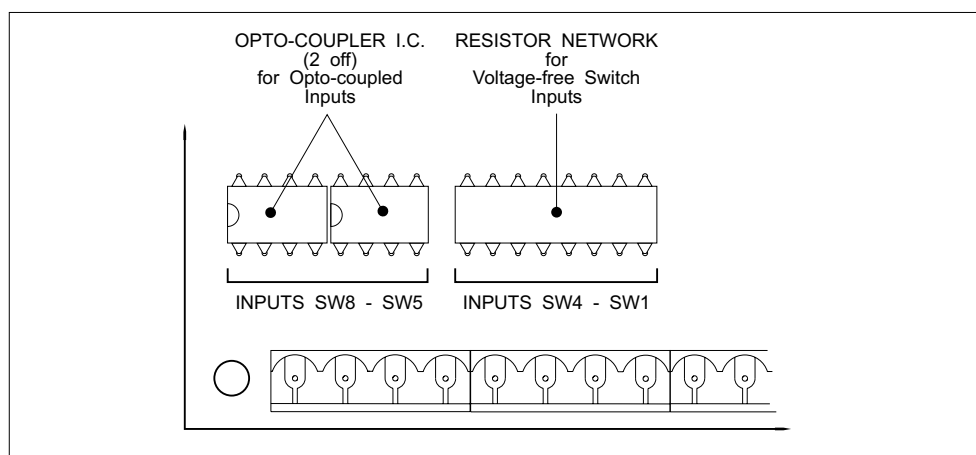 OPTO-COUPLER I.C.
(2 off)
for Opto-coupled
Inputs
RESISTOR NETWORK
for
Voltage-free Switch
Inputs
INPUTS SW8 - SW5
INPUTS SW4 - SW1